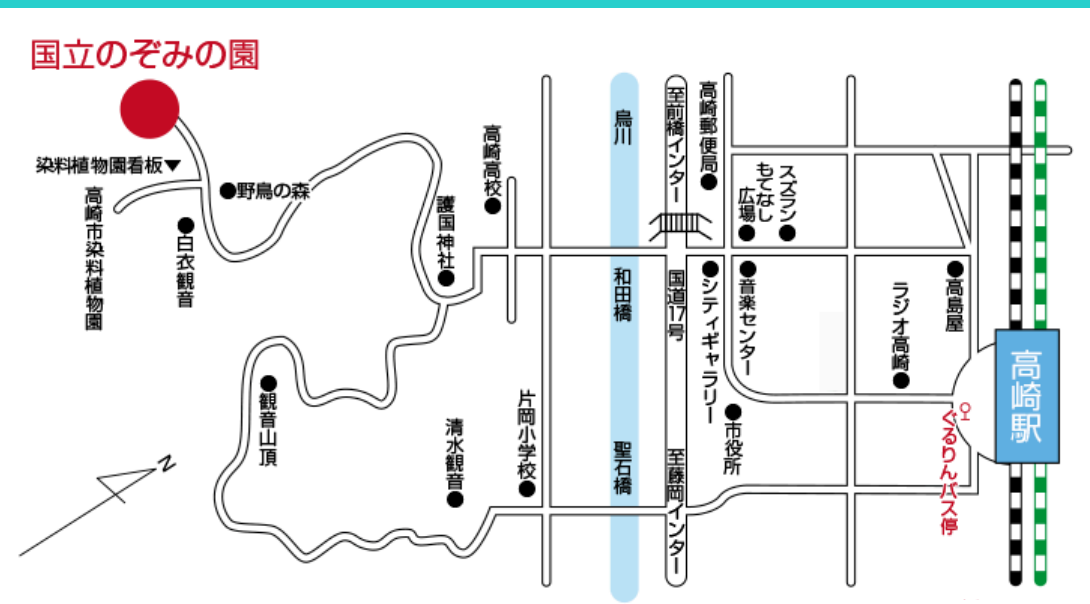 国立のぞみの園
染料植物園看板▼
高崎市染料植物園
野鳥の森
白衣観音
護国神社
高崎高校
観音山頂
清水観音
片岡小学校
烏川
和田橋
聖石橋
至前橋インター
国道17号
至藤岡インター
高崎郵便局
もてなし
広場
スズラン
シティギャラリー
音楽センター
市役所
ラジオ高崎
高島屋
高崎駅
ぐるりんバス停
N